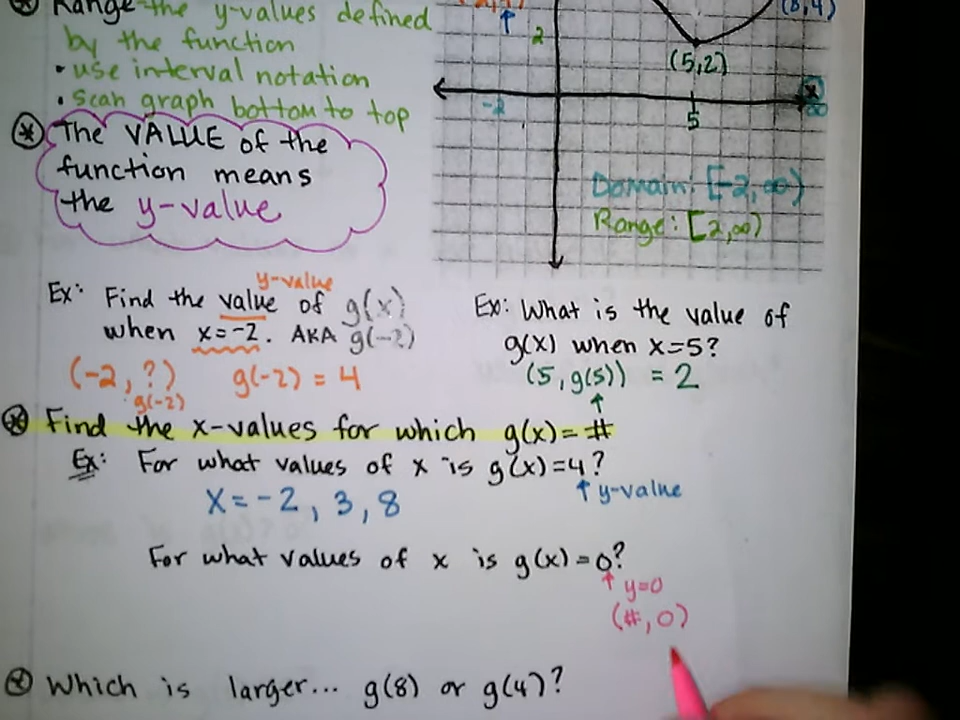 Range the y-values defined
by the function
• use interval notation
• scan graph bottom to top
The VALUE of the
function means
the y-value
(8,4)
2
(5,2)
-2
x
∞
5
Domain: [-2,∞)
Range: [2,∞)
y-value
Ex: Find the value of g(x)
when x=-2. AKA g(-2)
(-2, ?) g(-2) = 4
g(-2)
Ex: What is the value of
g(x) when x=5?
(5, g(5)) = 2
Find the x-values for which g(x)=#
Ex: For what values of x is g(x)=4?
y-value
X=-2, 3, 8
For what values of x is g(x)=0?
y=0
(#,0)
Which is larger... g(8) or g(4)?